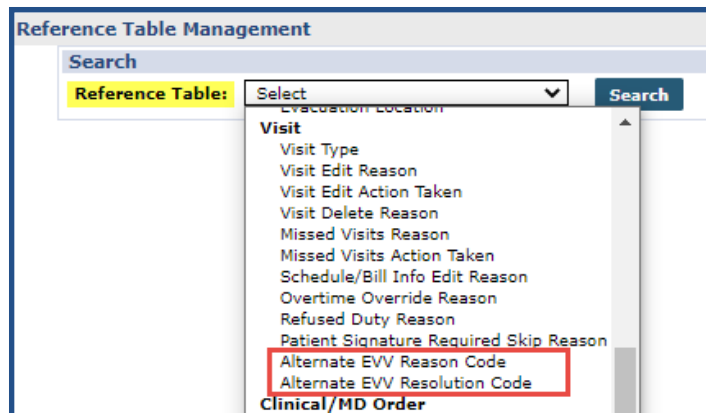 Reference Table Management
Search
Reference Table: Select Search
Evacuation Location
Visit
Visit Type
Visit Edit Reason
Visit Edit Action Taken
Visit Delete Reason
Missed Visits Reason
Missed Visits Action Taken
Schedule/Bill Info Edit Reason
Overtime Override Reason
Refused Duty Reason
Patient Signature Required Skip Reason
Alternate EVV Reason Code
Alternate EVV Resolution Code
Clinical/MD Order